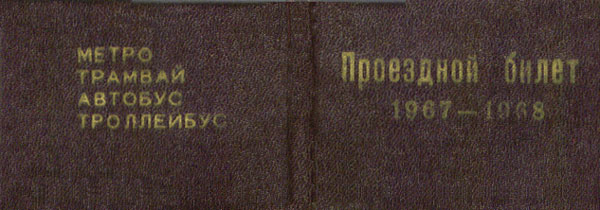 МЕТРО
ТРАМВАЙ
АВТОБУС
ТРОЛЛЕЙБУС
Проездной билет
1967—1968